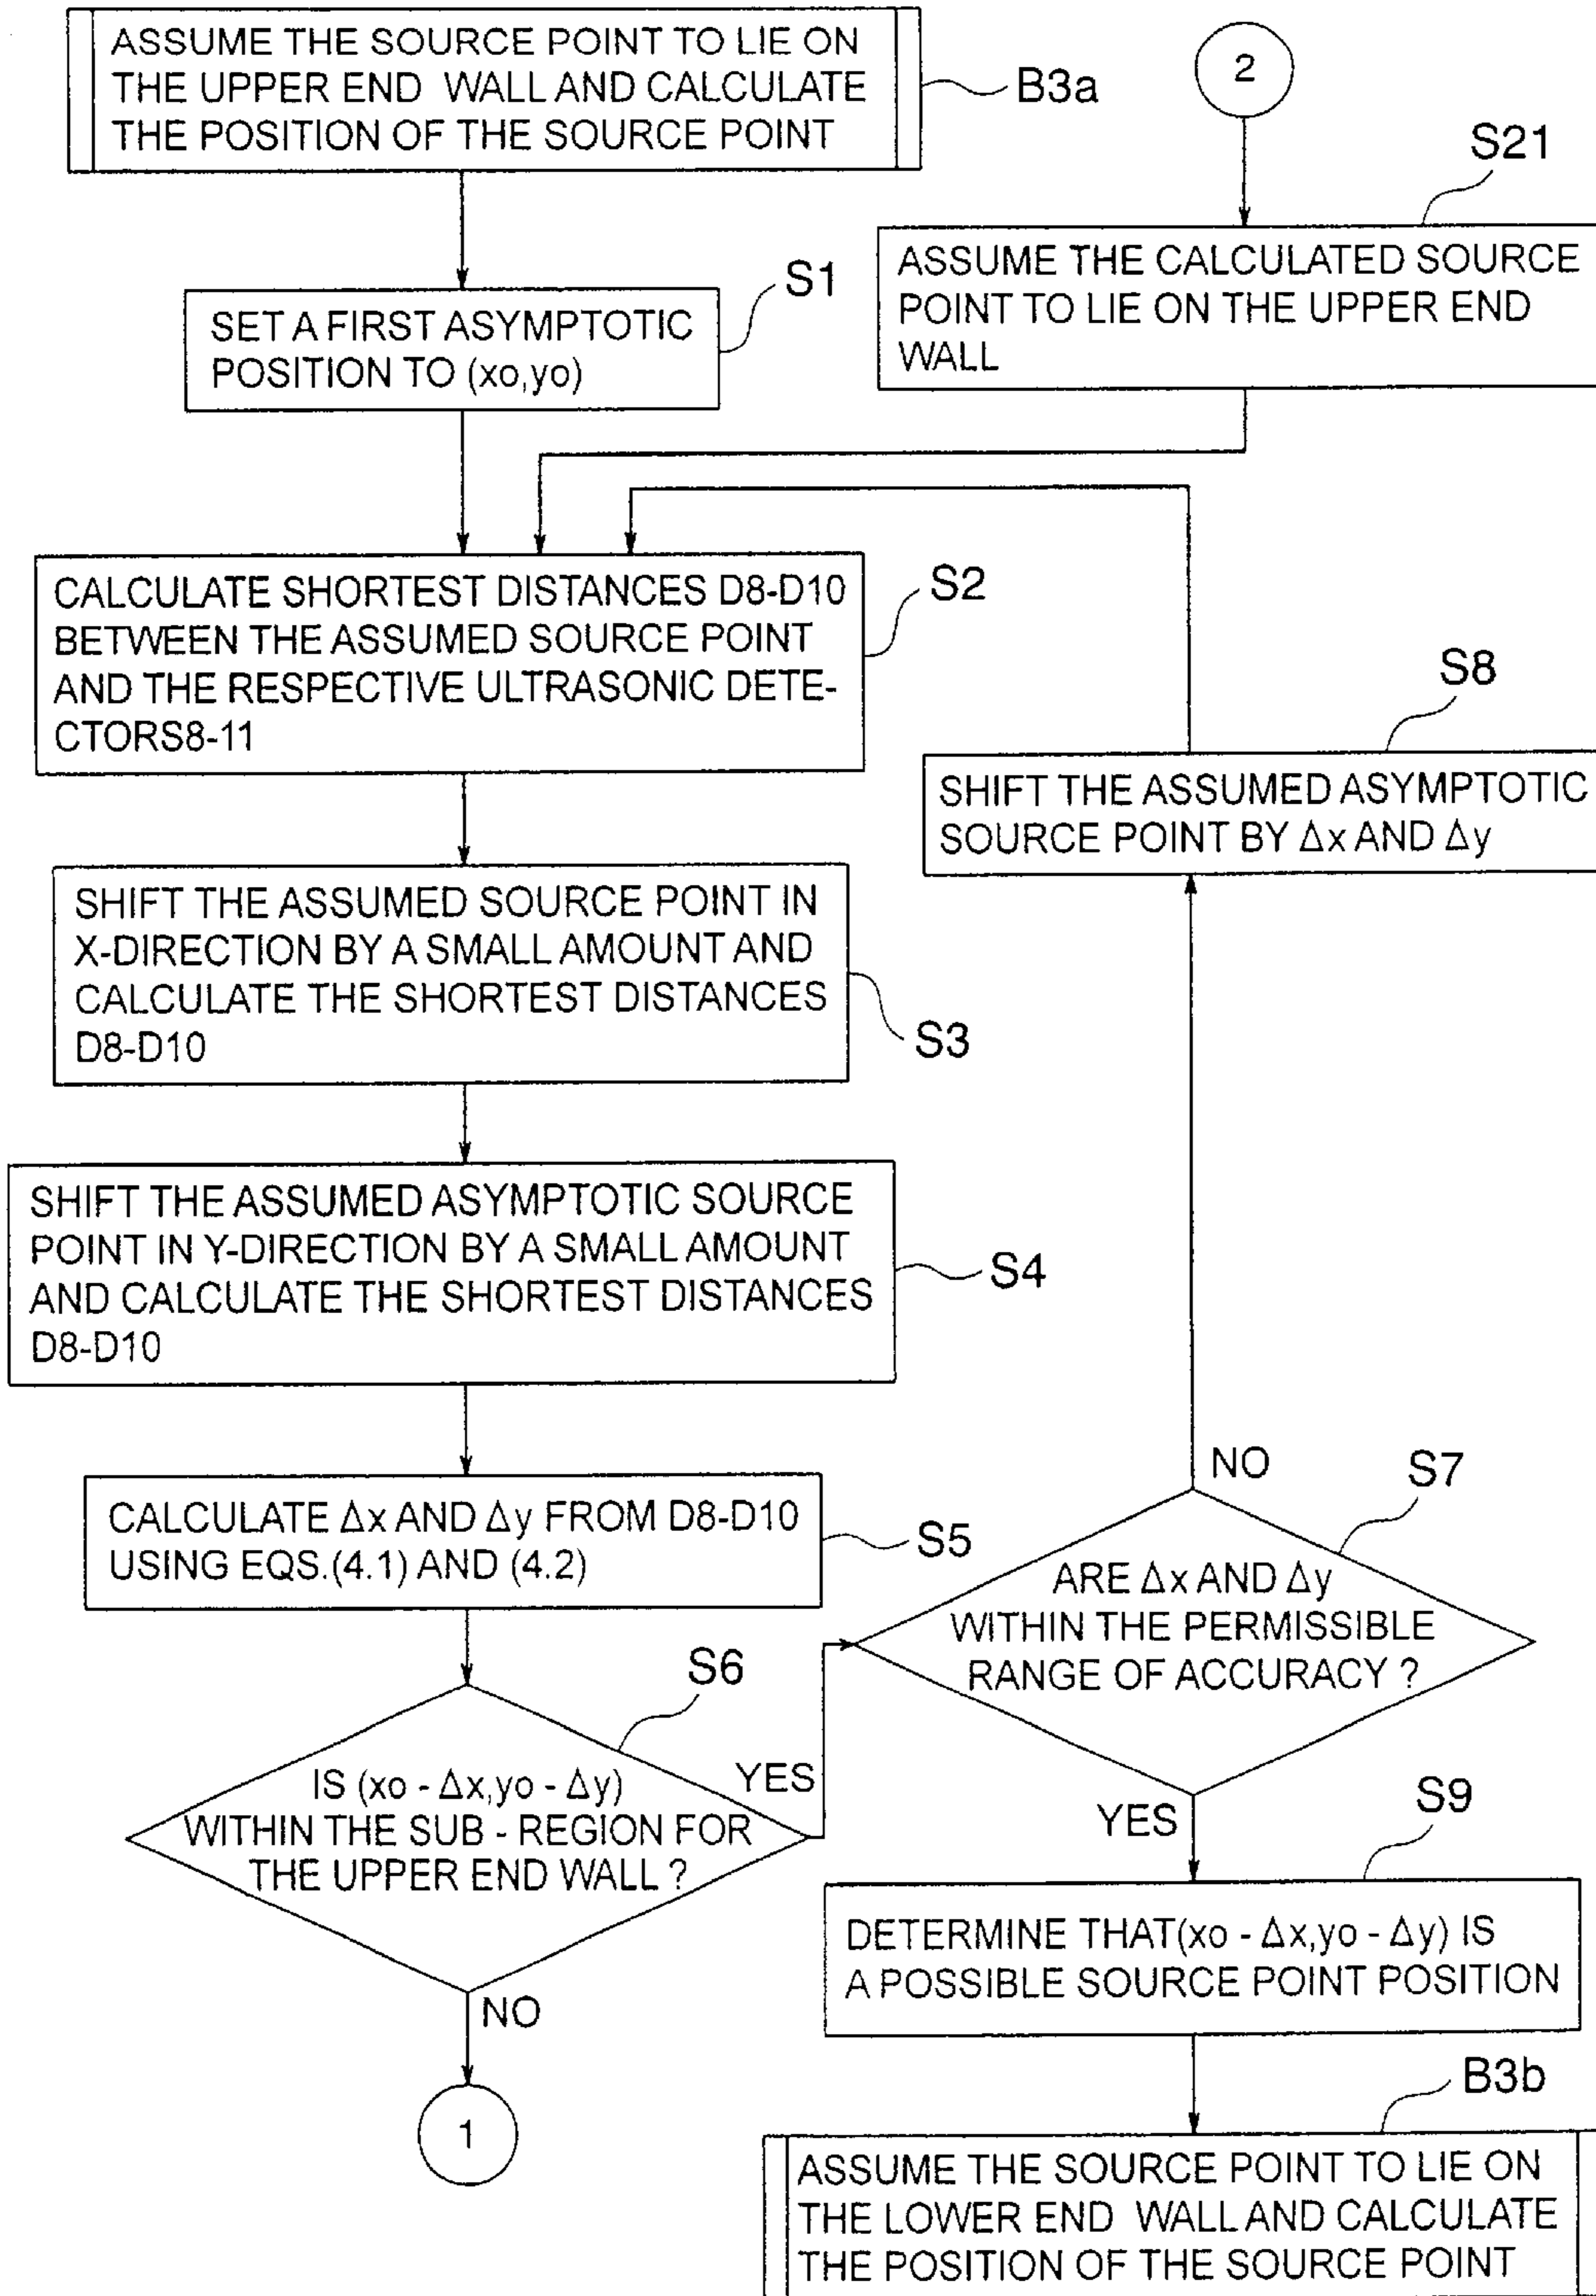 ASSUME THE SOURCE POINT TO LIE ON
THE UPPER END WALL AND CALCULATE
THE POSITION OF THE SOURCE POINT
B3a
2
S21
ASSUME THE CALCULATED SOURCE
POINT TO LIE ON THE UPPER END
WALL
S1
SET A FIRST ASYMPTOTIC
POSITION TO (xo,yo)
CALCULATE SHORTEST DISTANCES D8-D10
BETWEEN THE ASSUMED SOURCE POINT
AND THE RESPECTIVE ULTRASONIC DETE-
CTORS8-11
S2
S8
SHIFT THE ASSUMED ASYMPTOTIC
SOURCE POINT BY Δx AND Δy
SHIFT THE ASSUMED SOURCE POINT IN
X-DIRECTION BY A SMALL AMOUNT AND
CALCULATE THE SHORTEST DISTANCES
D8-D10
S3
SHIFT THE ASSUMED ASYMPTOTIC SOURCE
POINT IN Y-DIRECTION BY A SMALL AMOUNT
AND CALCULATE THE SHORTEST DISTANCES
D8-D10
S4
CALCULATE Δx AND Δy FROM D8-D10
USING EQS.(4.1) AND (4.2)
S5
NO
S7
ARE Δx AND Δy
WITHIN THE PERMISSIBLE
RANGE OF ACCURACY ?
S6
IS (xo - Δx,yo - Δy)
WITHIN THE SUB - REGION FOR
THE UPPER END WALL ?
YES
NO
1
YES
S9
DETERMINE THAT(xo - Δx,yo - Δy) IS
A POSSIBLE SOURCE POINT POSITION
B3b
ASSUME THE SOURCE POINT TO LIE ON
THE LOWER END WALL AND CALCULATE
THE POSITION OF THE SOURCE POINT